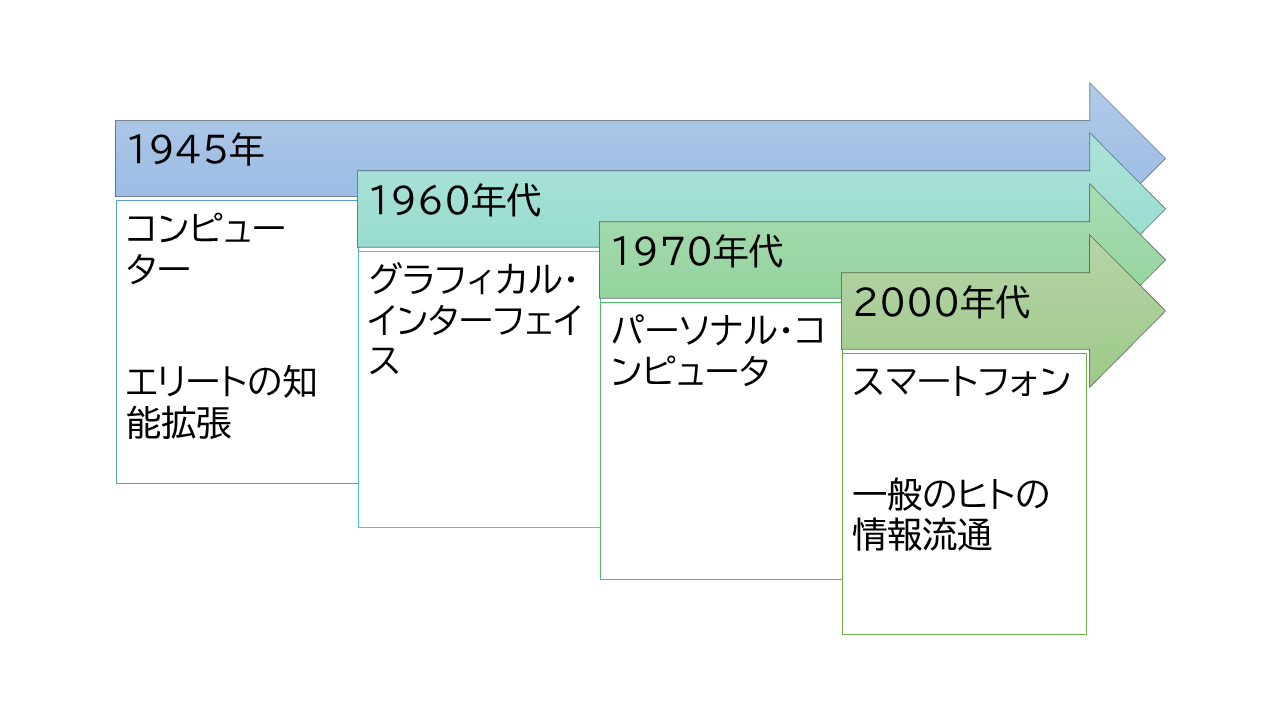 1945年
コンピュー
ター
エリートの知
能拡張
1960年代
グラフィカル・
インターフェイ
ス
1970年代
パーソナル・コ
ンピュータ
2000年代
スマートフォン
一般のヒトの
情報流通